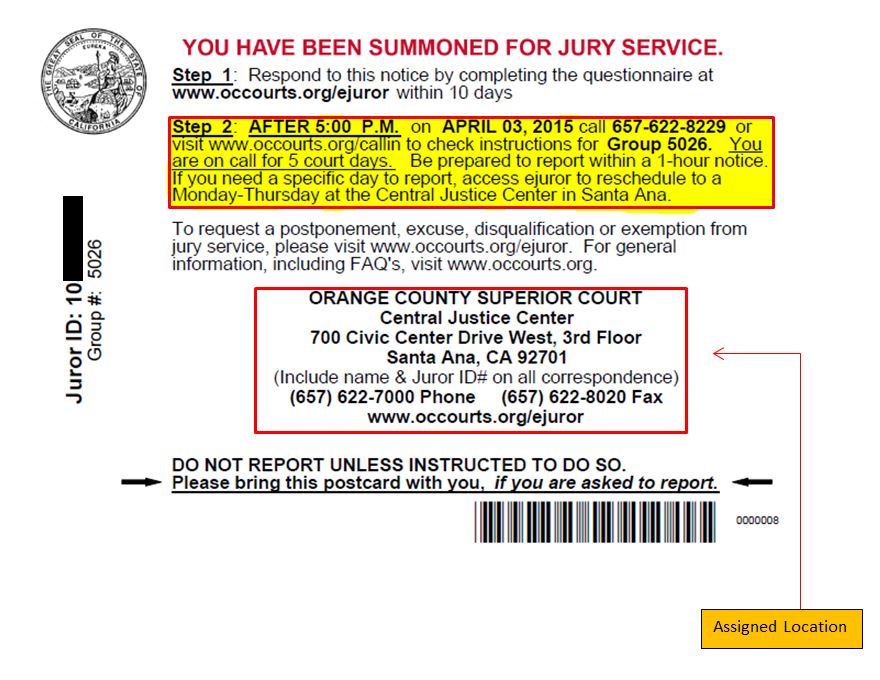 THE GREAT SEAL OF THE STATE OF CALIFORNIA
EUREKA
YOU HAVE BEEN SUMMONED FOR JURY SERVICE.
Step 1: Respond to this notice by completing the questionnaire at
www.occourts.org/ejuror within 10 days
Step 2: AFTER 5:00 P.M. on APRIL 03, 2015 call 657-622-8229 or
visit www.occourts.org/callin to check instructions for Group 5026. You
are on call for 5 court days. Be prepared to report within a 1-hour notice.
If you need a specific day to report, access ejuror to reschedule to a
Monday-Thursday at the Central Justice Center in Santa Ana.
To request a postponement, excuse, disqualification or exemption from
jury service, please visit www.occourts.org/ejuror. For general
information, including FAQ's, visit www.occourts.org.
Juror ID: 10
Group #: 5026
ORANGE COUNTY SUPERIOR COURT
Central Justice Center
700 Civic Center Drive West, 3rd Floor
Santa Ana, CA 92701
(Include name & Juror ID# on all correspondence)
(657) 622-7000 Phone (657) 622-8020 Fax
www.occourts.org/ejuror
DO NOT REPORT UNLESS INSTRUCTED TO DO SO.
Please bring this postcard with you, if you are asked to report.
0000008
Assigned Location